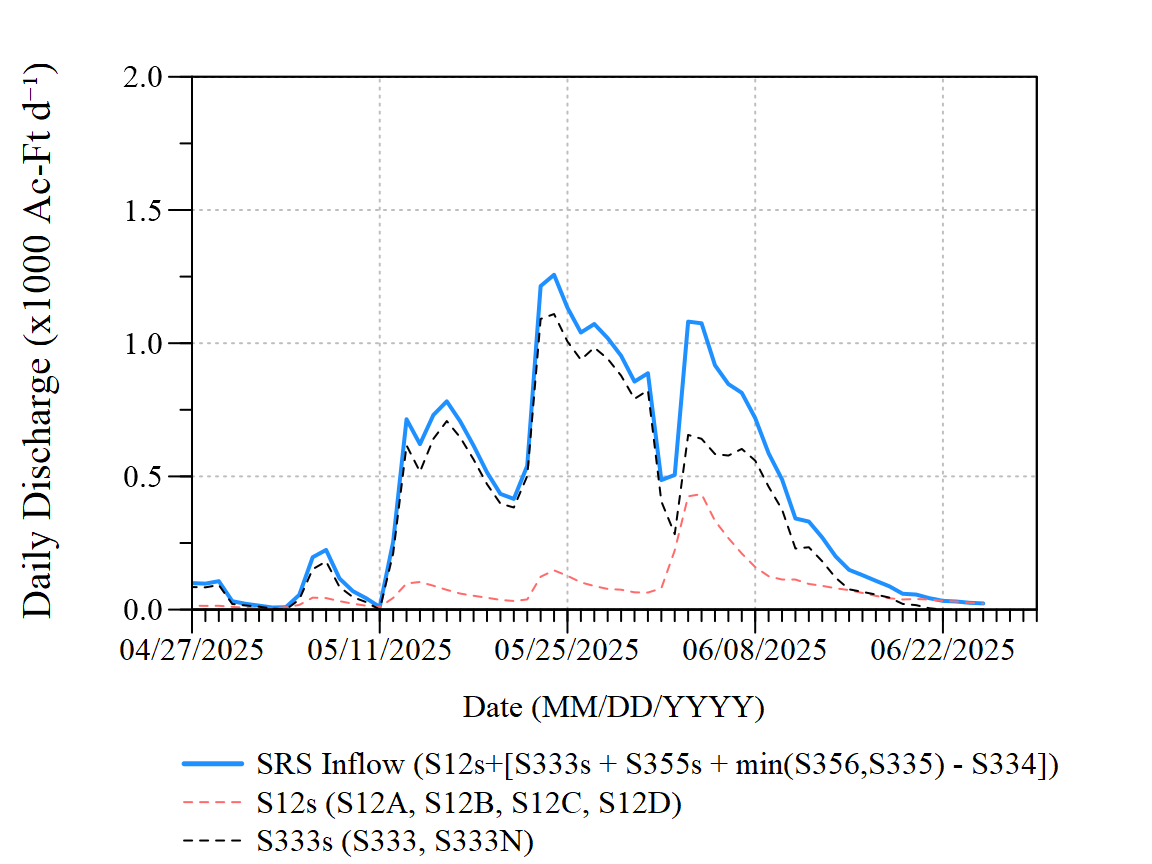 Daily Discharge (x1000 Ac-Ft d⁻¹)
2.0
1.5
1.0
0.5
0.0
04/27/2025 05/11/2025 05/25/2025 06/08/2025 06/22/2025
Date (MM/DD/YYYY)
SRS Inflow (S12s+[S333s + S355s + min(S356,S335) - S334])
S12s (S12A, S12B, S12C, S12D)
S333s (S333, S333N)